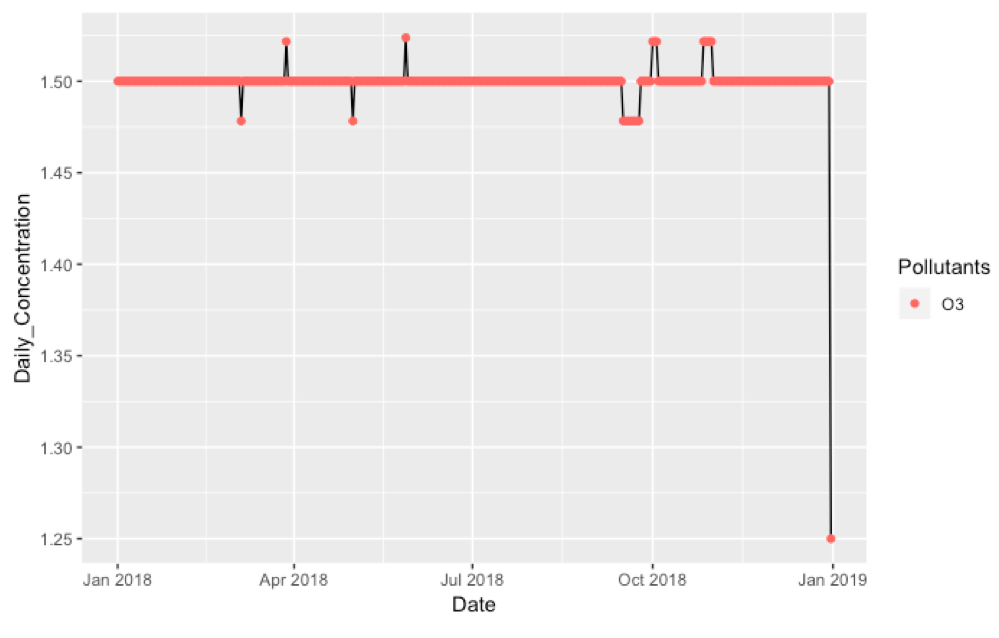 1.50
1.45
1.40
1.35
1.30
1.25
Daily_Concentration
Jan 2018
Apr 2018
Jul 2018
Oct 2018
Jan 2019
Date
Pollutants
O3